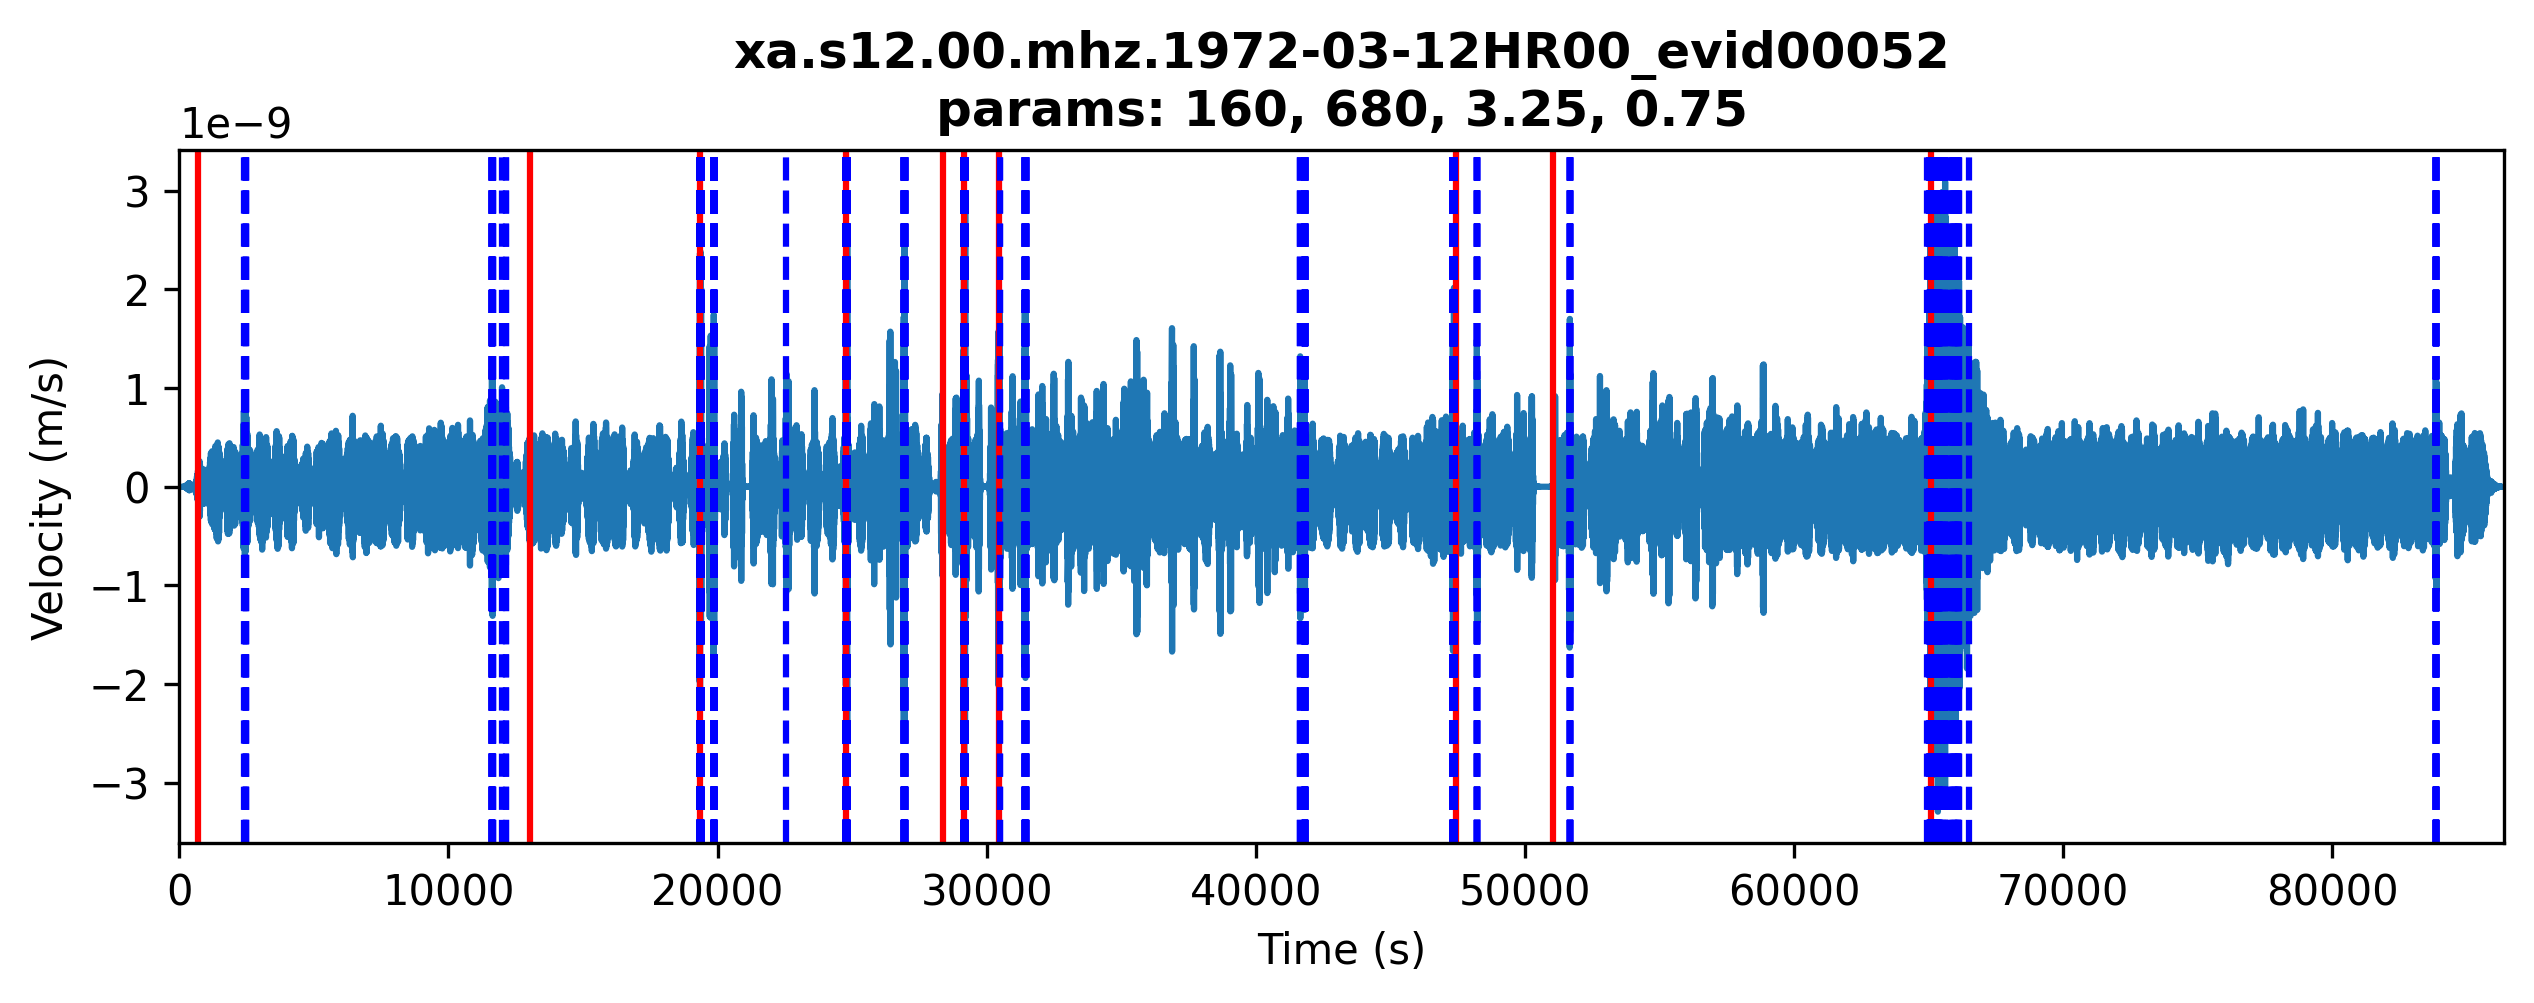 xa.s12.00.mhz.1972-03-12HR00_evid00052
params: 160, 680, 3.25, 0.75
1e−9
3
2
1
0
−1
−2
−3
Velocity (m/s)
0 10000 20000 30000 40000 50000 60000 70000 80000
Time (s)